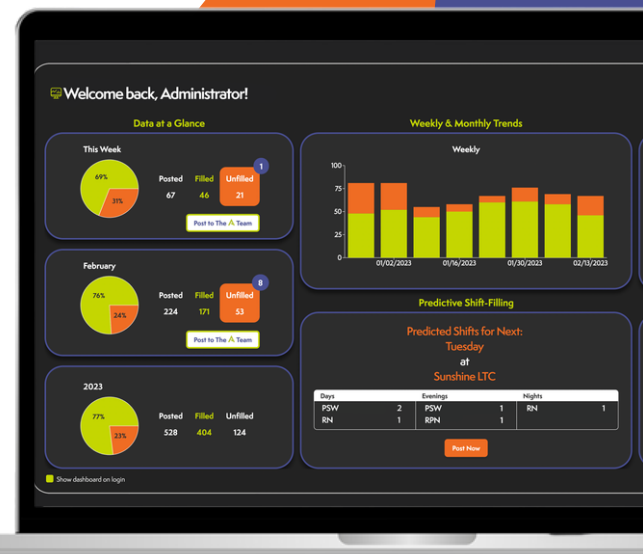 Welcome back, Administrator!
Data at a Glance
This Week
69%
31%
Posted Filled Unfilled
67 46 21
1
Post to The A Team
February
76%
24%
Posted Filled Unfilled
224 171 53
8
Post to The A Team
2023
77%
23%
Posted Filled Unfilled
528 404 124
Show dashboard on login
Weekly & Monthly Trends
Weekly
100
75
50
25
0
01/02/2023 01/16/2023 01/30/2023 02/13/2023
Predictive Shift-Filling
Predicted Shifts for Next:
Tuesday
at
Sunshine LTC
Days Evenings Nights
PSW 2 PSW 1 RN 1
RN 1 RPN 1
Post Now